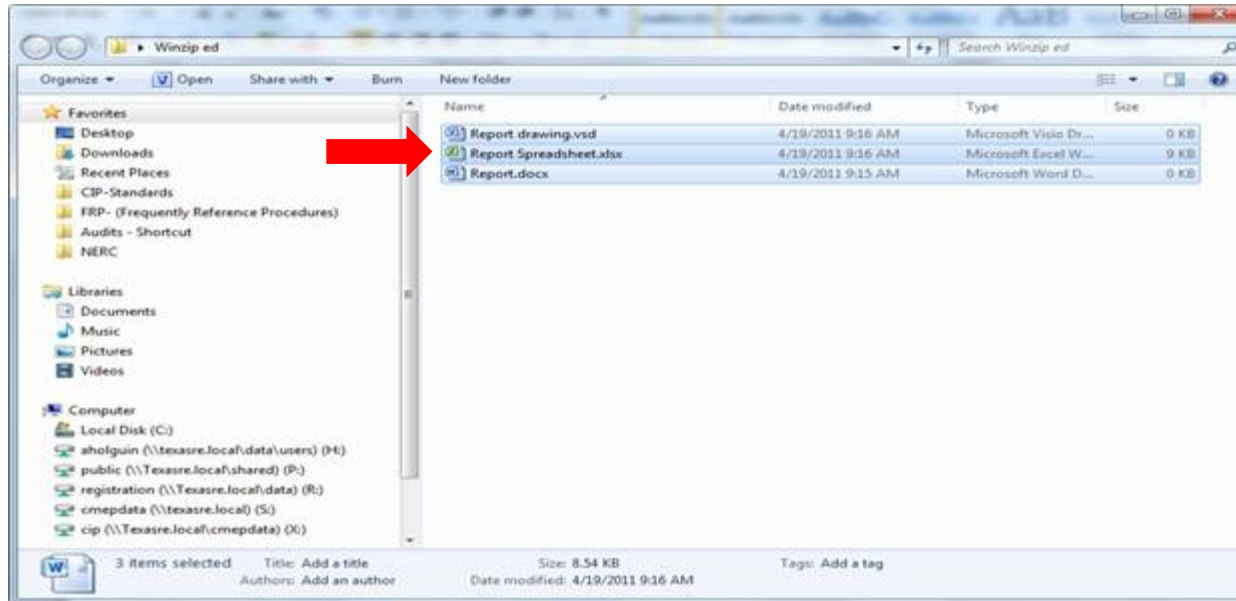 Winzip ed
Search Winzip ed
Organize
Open
Share with
Burn
New folder
Favorites
Desktop
Downloads
Recent Places
CIP-Standards
FRP- (Frequently Reference Procedures)
Audits - Shortcut
NERC
Libraries
Documents
Music
Pictures
Videos
Computer
Local Disk (C:)
aholguin (\\texasre.local\data\users) (H:)
public (\\Texasre.local\shared) (P:)
registration (\\Texasre.local\data) (R:)
cmepdata (\\texasre.local) (S:)
cip (\\Texasre.local\cmepdata) (X:)
Name Date modified Type Size
Report drawing.vsd 4/19/2011 9:16 AM Microsoft Visio Dr... 0 KB
Report Spreadsheet.xlsx 4/19/2011 9:16 AM Microsoft Excel W... 9 KB
Report.docx 4/19/2011 9:15 AM Microsoft Word D... 0 KB
3 items selected Title: Add a title Size: 8.54 KB Tags: Add a tag
Authors: Add an author Date modified: 4/19/2011 9:16 AM